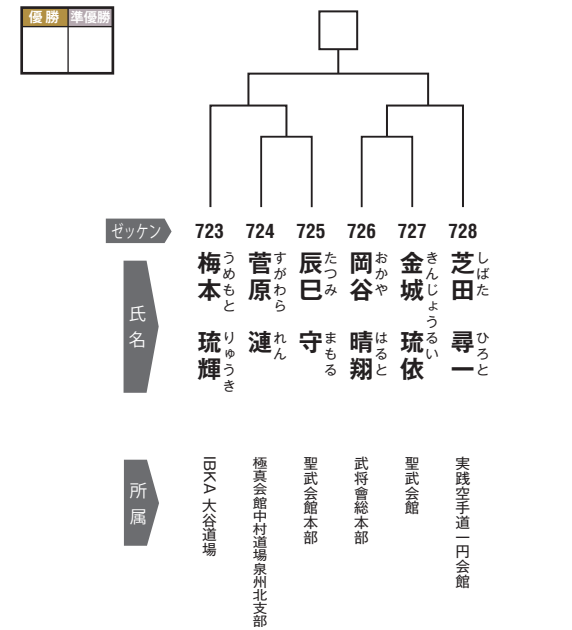 優勝 準優勝
ゼッケン 723 724 725 726 727 728
氏名
梅本 琉輝 うめもと りゅうき
菅原 漣 すがわら れん
辰巳 守 たつみ まもる
岡谷 晴翔 おかや はると
金城 琉依 きんじょう るい
芝田 尋一 しばた ひろと
所属
IBKA 大谷道場
極真会館中村道場泉州北支部
聖武会館本部
武将會総本部
聖武会館
実践空手道一円会館